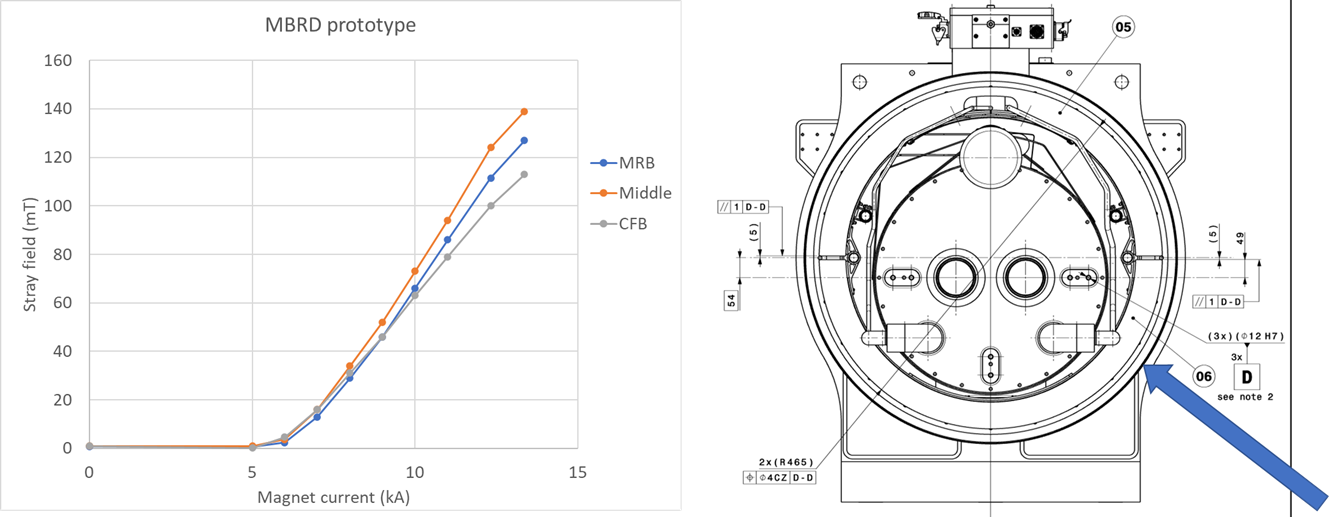 MBRD prototype
160
140
120
100
80
60
40
20
0
Stray field (mT)
0 5 10 15
Magnet current (kA)
MRB
Middle
CFB
05
// 1 D-D
(5)
54
(5)
49
// 1 D-D
(3x)(Φ12 H7)
3x
D
see note 2
06
2x(R465)
⌖ Φ4CZ D-D